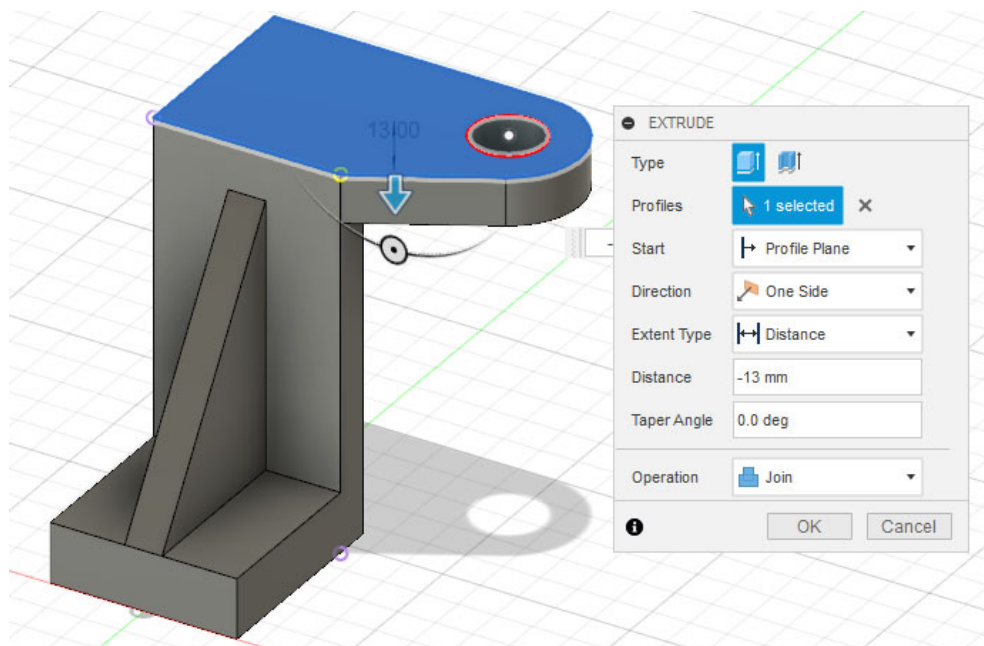 13.00
EXTRUDE
Type
Profiles 1 selected
Start Profile Plane
Direction One Side
Extent Type Distance
Distance -13 mm
Taper Angle 0.0 deg
Operation Join
OK Cancel